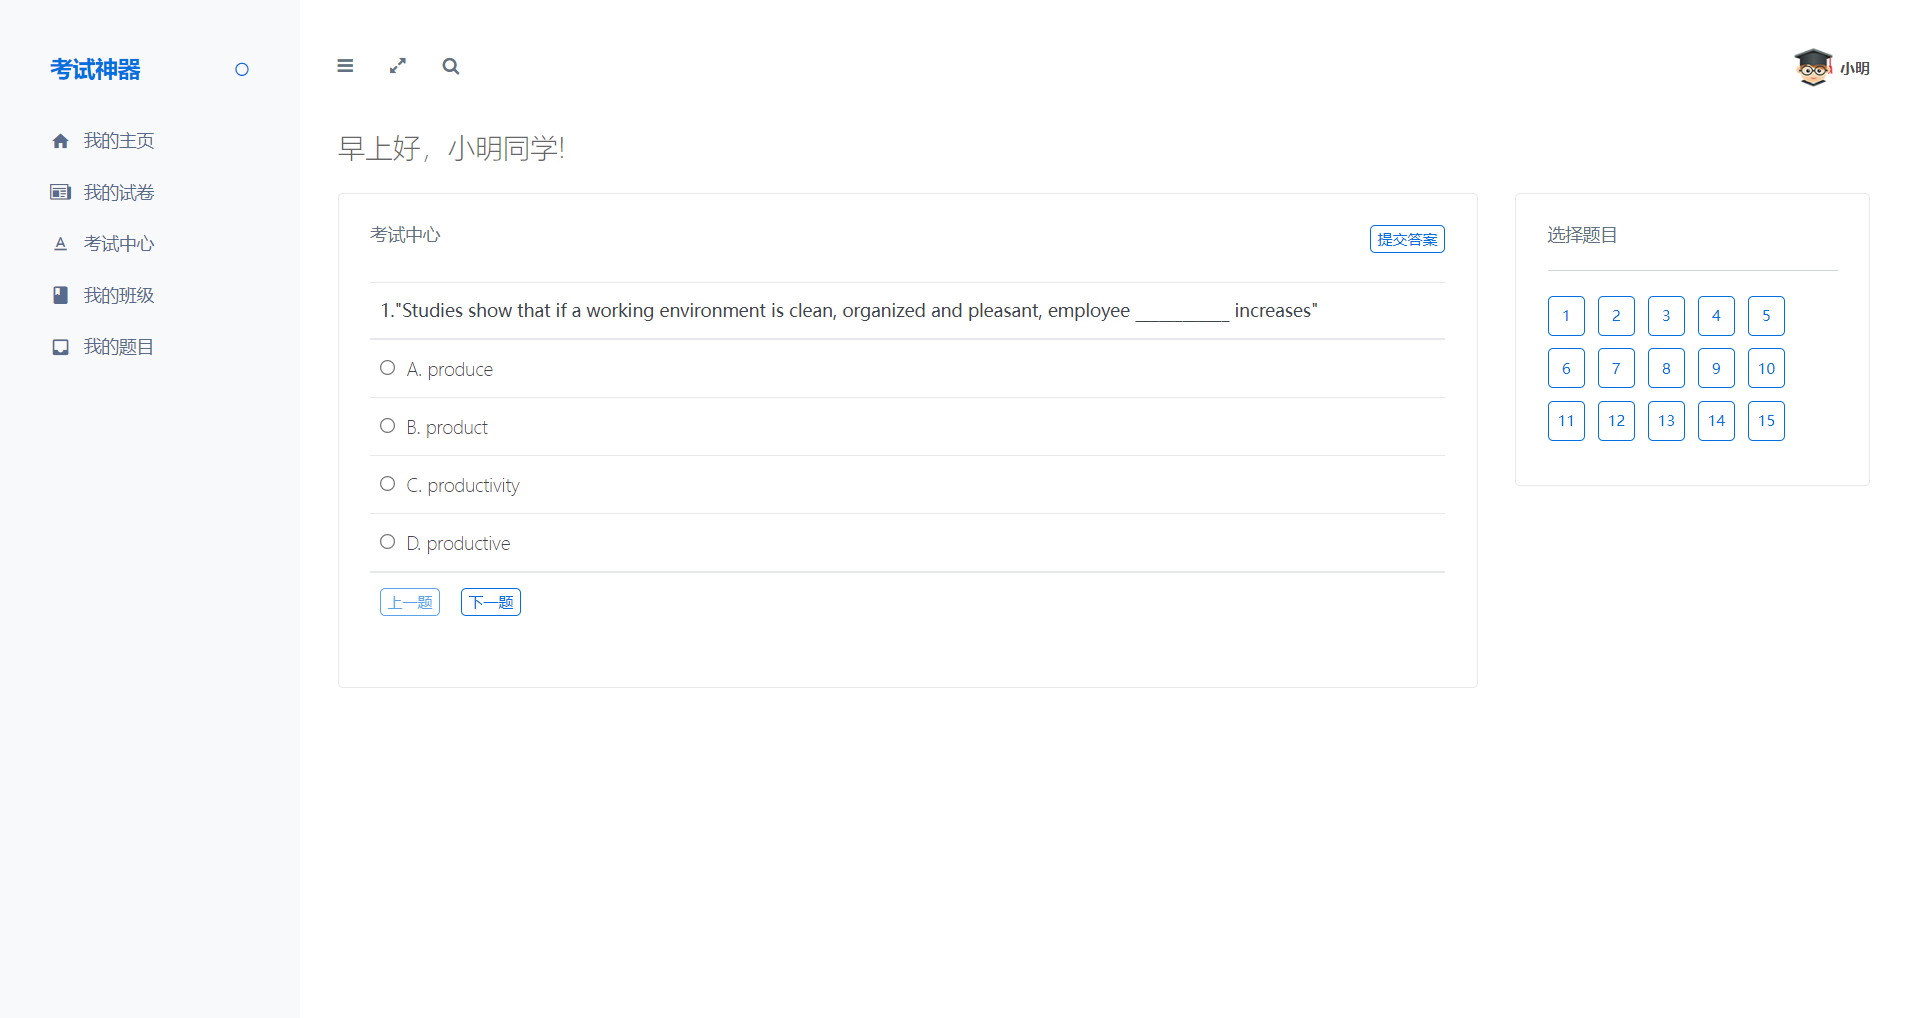 考试神器
我的主页
我的试卷
考试中心
我的班级
我的题目
小明
早上好，小明同学!
考试中心
提交答案
1."Studies show that if a working environment is clean, organized and pleasant, employee __________ increases"
A. produce
B. product
C. productivity
D. productive
上一题 下一题
选择题目
1 2 3 4 5
6 7 8 9 10
11 12 13 14 15